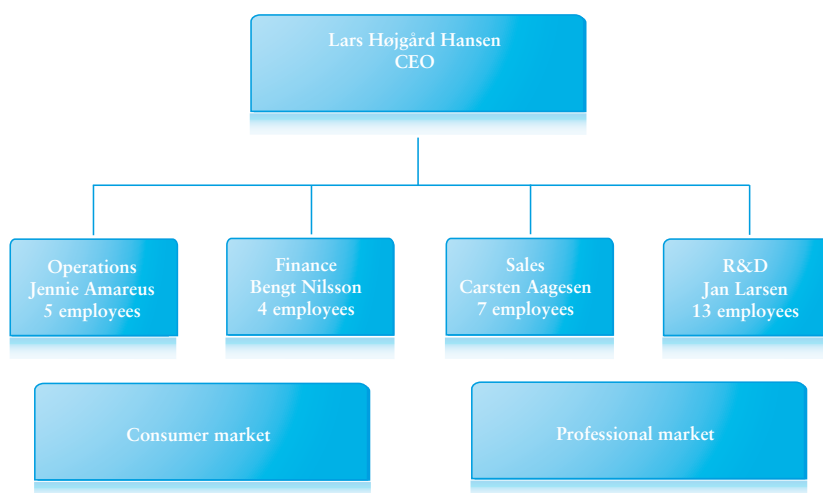 Lars Højgård Hansen
CEO
Operations
Jennie Amareus
5 employees
Finance
Bengt Nilsson
4 employees
Sales
Carsten Aagesen
7 employees
R&D
Jan Larsen
13 employees
Consumer market
Professional market